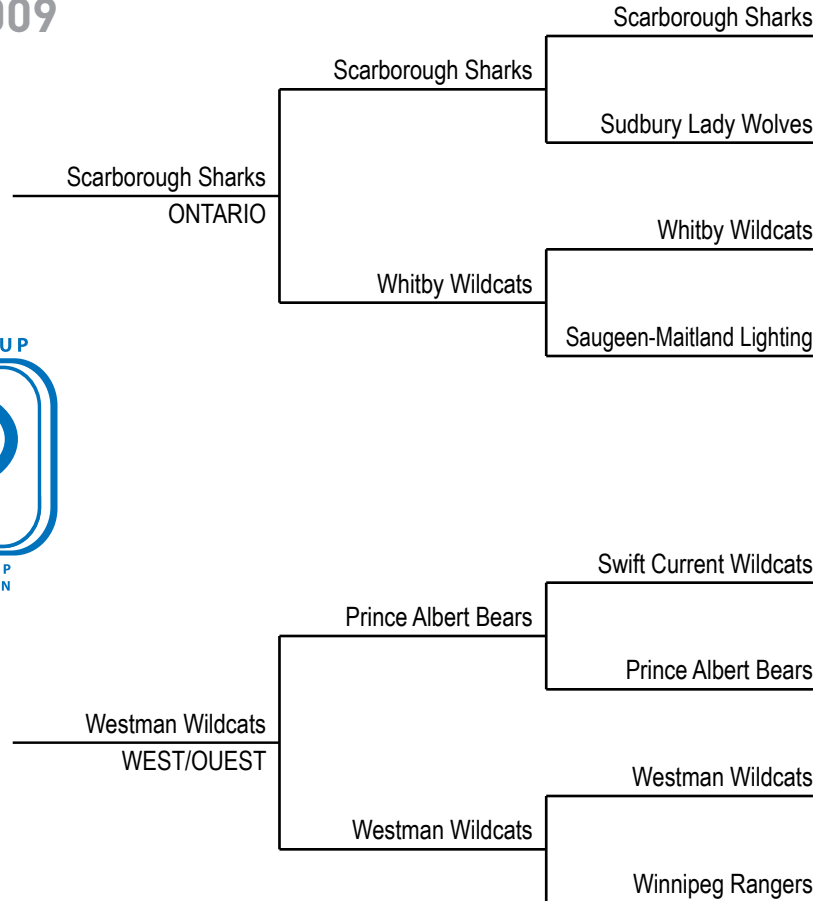 009
Scarborough Sharks
Scarborough Sharks
Sudbury Lady Wolves
Scarborough Sharks
ONTARIO
Whitby Wildcats
Whitby Wildcats
Saugeen-Maitland Lighting
UP
P
N
Swift Current Wildcats
Prince Albert Bears
Prince Albert Bears
Westman Wildcats
WEST/OUEST
Westman Wildcats
Westman Wildcats
Winnipeg Rangers